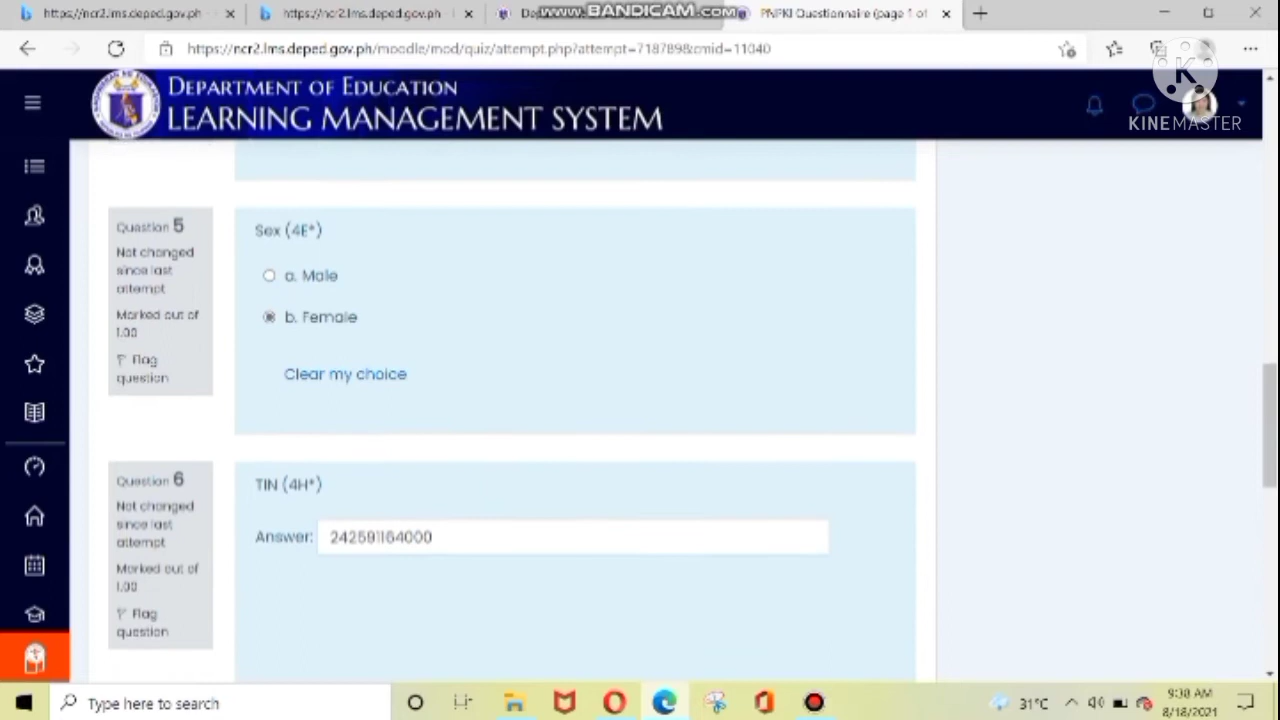 https://ncr2.lms.deped.gov.ph
https://ncr2.lms.deped.gov.ph
www.BANDICAM.com
PNPKI Questionnaire (page 1 of
https://ncr2.lms.deped.gov.ph/moodle/mod/quiz/attempt.php?attempt=718789&cmid=11040
DEPARTMENT OF EDUCATION
LEARNING MANAGEMENT SYSTEM
K
KINEMASTER
Question 5
Not changed
since last
attempt
Marked out of
1.00
Flag
question
Sex (4E*)
a. Male
b. Female
Clear my choice
Question 6
Not changed
since last
attempt
Marked out of
1.00
Flag
question
TIN (4H*)
Answer: 242591164000
Type here to search
31°C
9:38 AM
8/18/2021